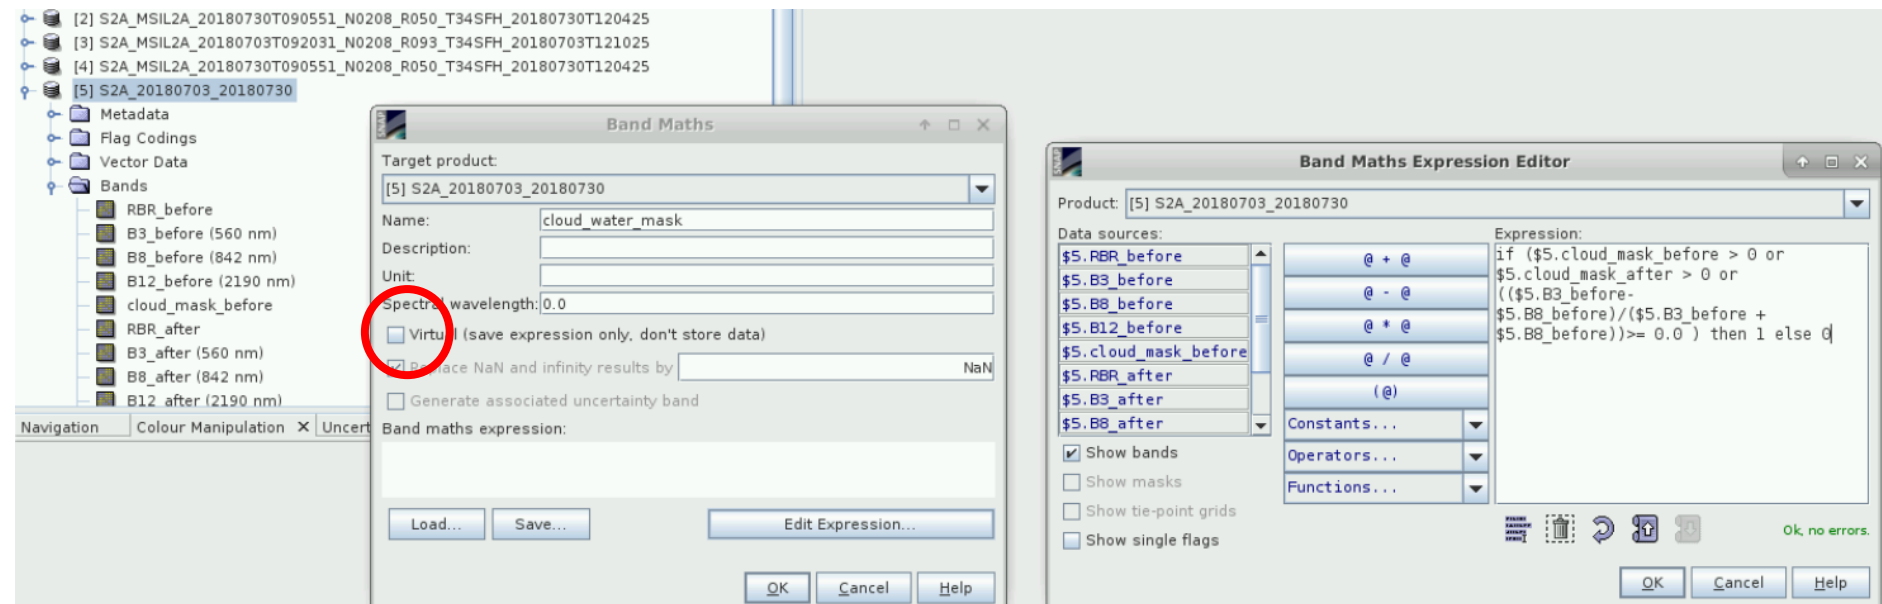 [2] S2A_MSIL2A_20180730T090551_N0208_R050_T34SFH_20180730T120425
[3] S2A_MSIL2A_20180703T092031_N0208_R093_T34SFH_20180703T121025
[4] S2A_MSIL2A_20180730T090551_N0208_R050_T34SFH_20180730T120425
[5] S2A_20180703_20180730
Metadata
Flag Codings
Vector Data
Bands
RBR_before
B3_before (560 nm)
B8_before (842 nm)
B12_before (2190 nm)
cloud_mask_before
RBR_after
B3_after (560 nm)
B8_after (842 nm)
B12_after (2190 nm)
Navigation
Colour Manipulation
Uncert
SNAP
Band Maths
Target product:
[5] S2A_20180703_20180730
Name: cloud_water_mask
Description:
Unit:
Spectral wavelength: 0.0
Virtual (save expression only, don't store data)
Replace NaN and infinity results by NaN
Generate associated uncertainty band
Band maths expression:
Load... Save... Edit Expression...
OK Cancel Help
SNAP
Band Maths Expression Editor
Product: [5] S2A_20180703_20180730
Data sources:
$5.RBR_before
$5.B3_before
$5.B8_before
$5.B12_before
$5.cloud_mask_before
$5.RBR_after
$5.B3_after
$5.B8_after
Show bands
Show masks
Show tie-point grids
Show single flags
@ + @
@ - @
@ * @
@ / @
(@)
Constants...
Operators...
Functions...
Expression:
if ($5.cloud_mask_before > 0 or
$5.cloud_mask_after > 0 or
(($5.B3_before-
$5.B8_before)/($5.B3_before +
$5.B8_before))>= 0.0 ) then 1 else 0
Ok, no errors.
OK Cancel Help